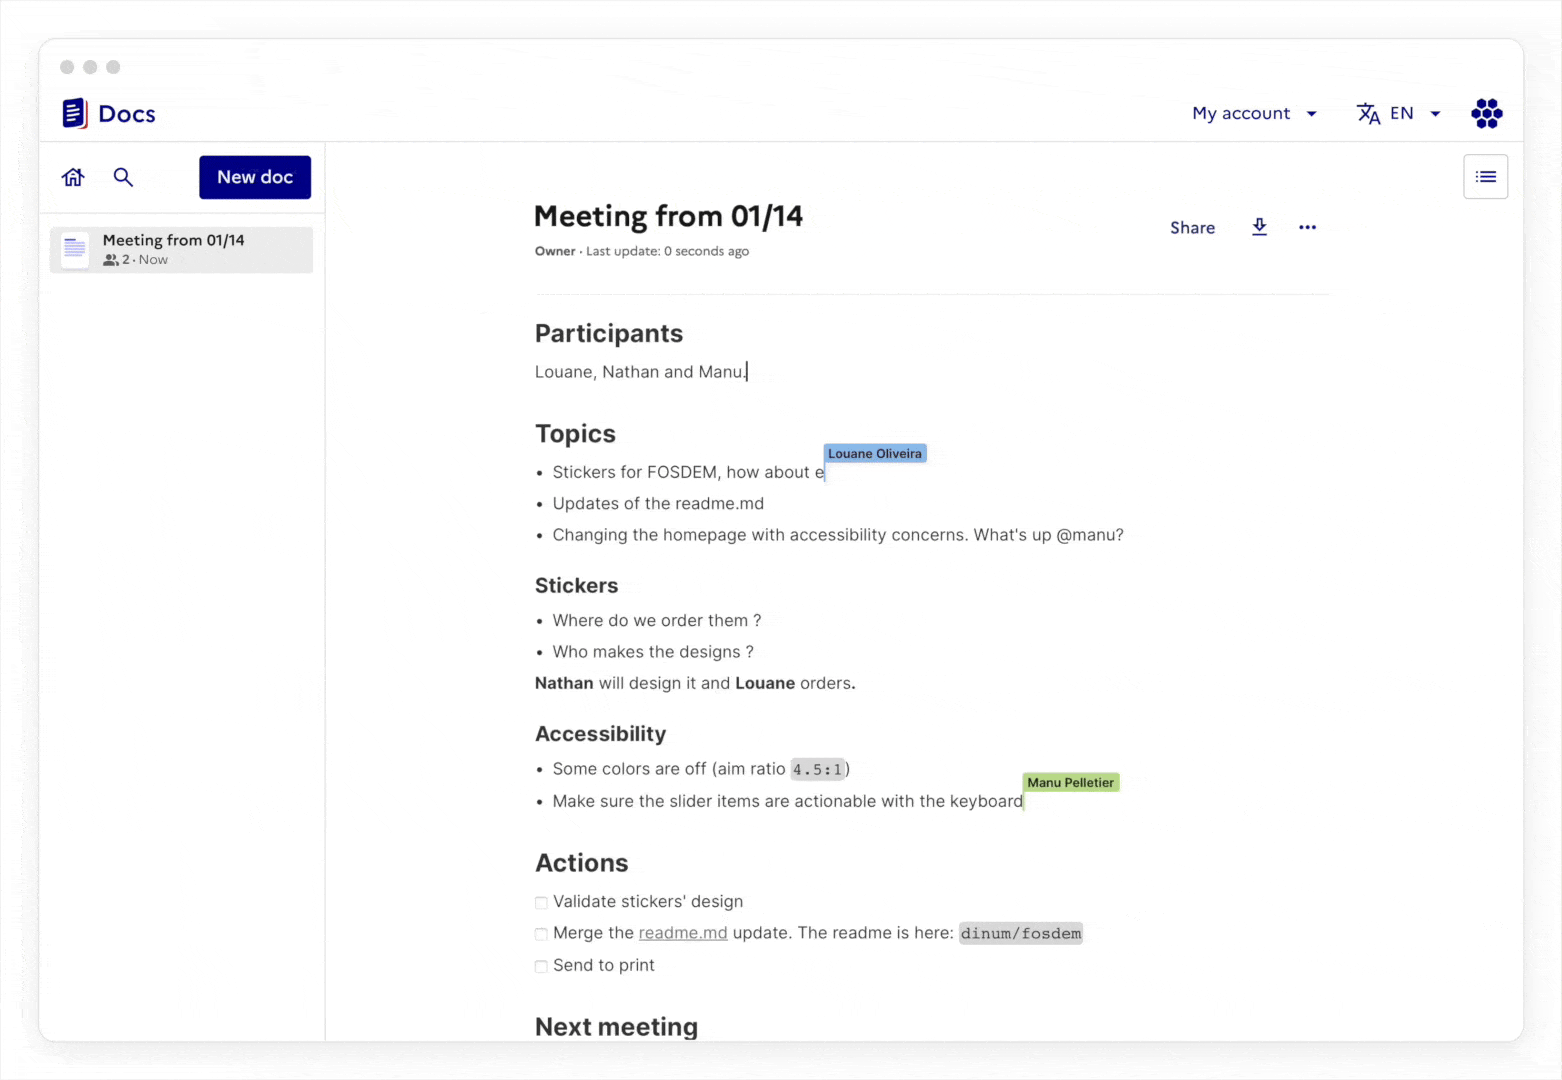 Docs
My account
EN
New doc
Meeting from 01/14
2 · Now
Meeting from 01/14
Owner · Last update: 0 seconds ago
Share
Participants
Louane, Nathan and Manu.
Topics
Louane Oliveira
• Stickers for FOSDEM, how about e
• Updates of the readme.md
• Changing the homepage with accessibility concerns. What's up @manu?
Stickers
• Where do we order them ?
• Who makes the designs ?
Nathan will design it and Louane orders.
Accessibility
• Some colors are off (aim ratio 4.5:1)
Manu Pelletier
• Make sure the slider items are actionable with the keyboard
Actions
Validate stickers' design
Merge the readme.md update. The readme is here: dinum/fosdem
Send to print
Next meeting